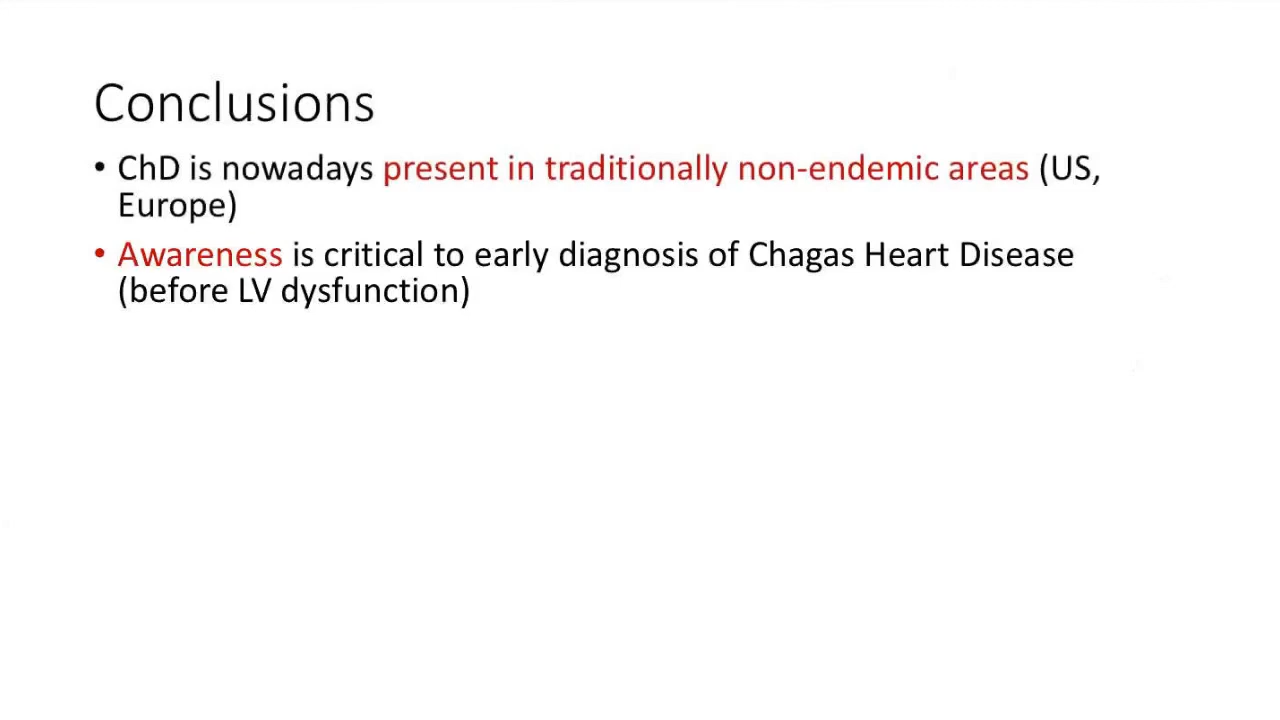 Conclusions
• ChD is nowadays present in traditionally non-endemic areas (US,
Europe)
• Awareness is critical to early diagnosis of Chagas Heart Disease
(before LV dysfunction)